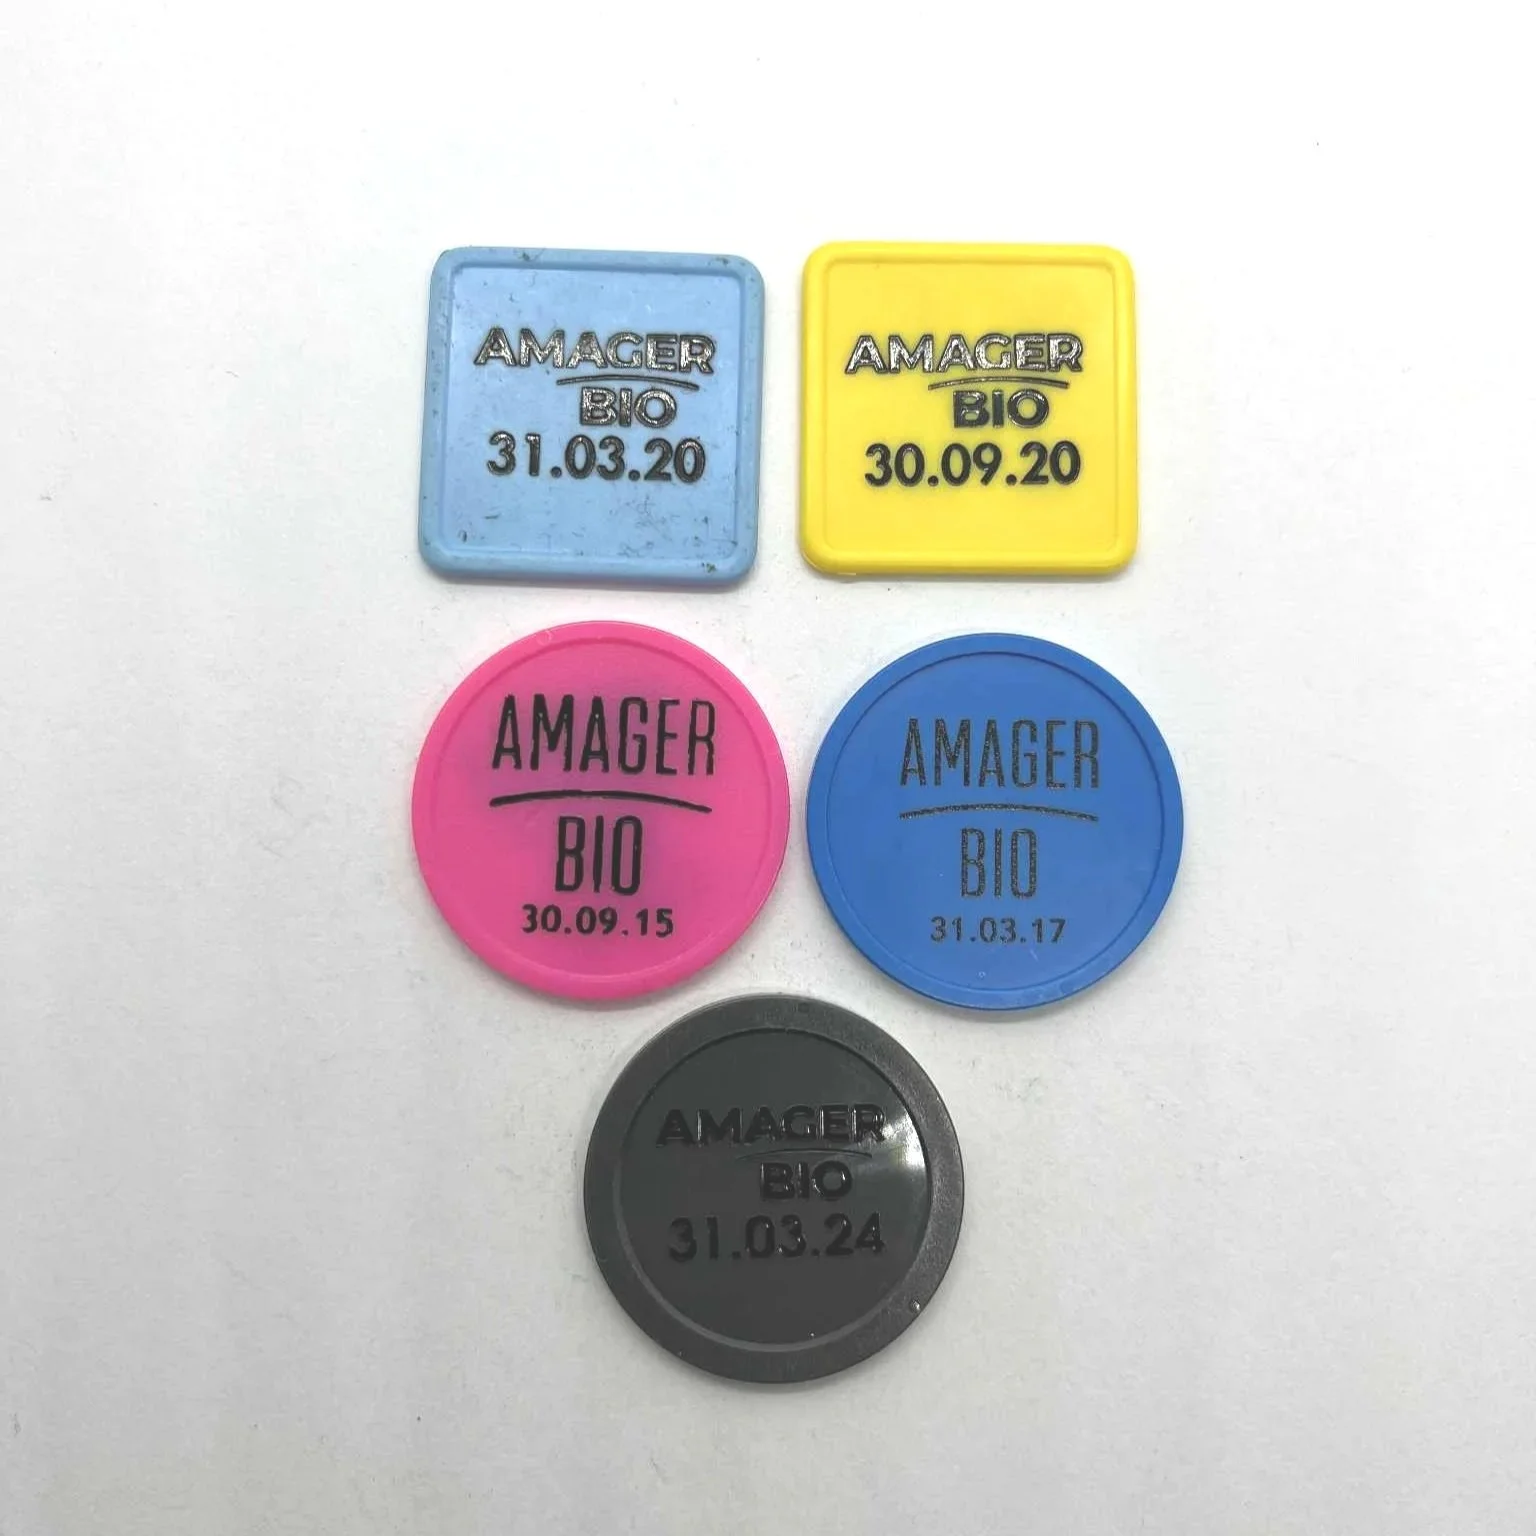 AMAGER
BIO
31.03.20
AMAGER
BIO
30.09.20
AMAGER
BIO
30.09.15
AMAGER
BIO
31.03.17
AMAGER
BIO
31.03.24